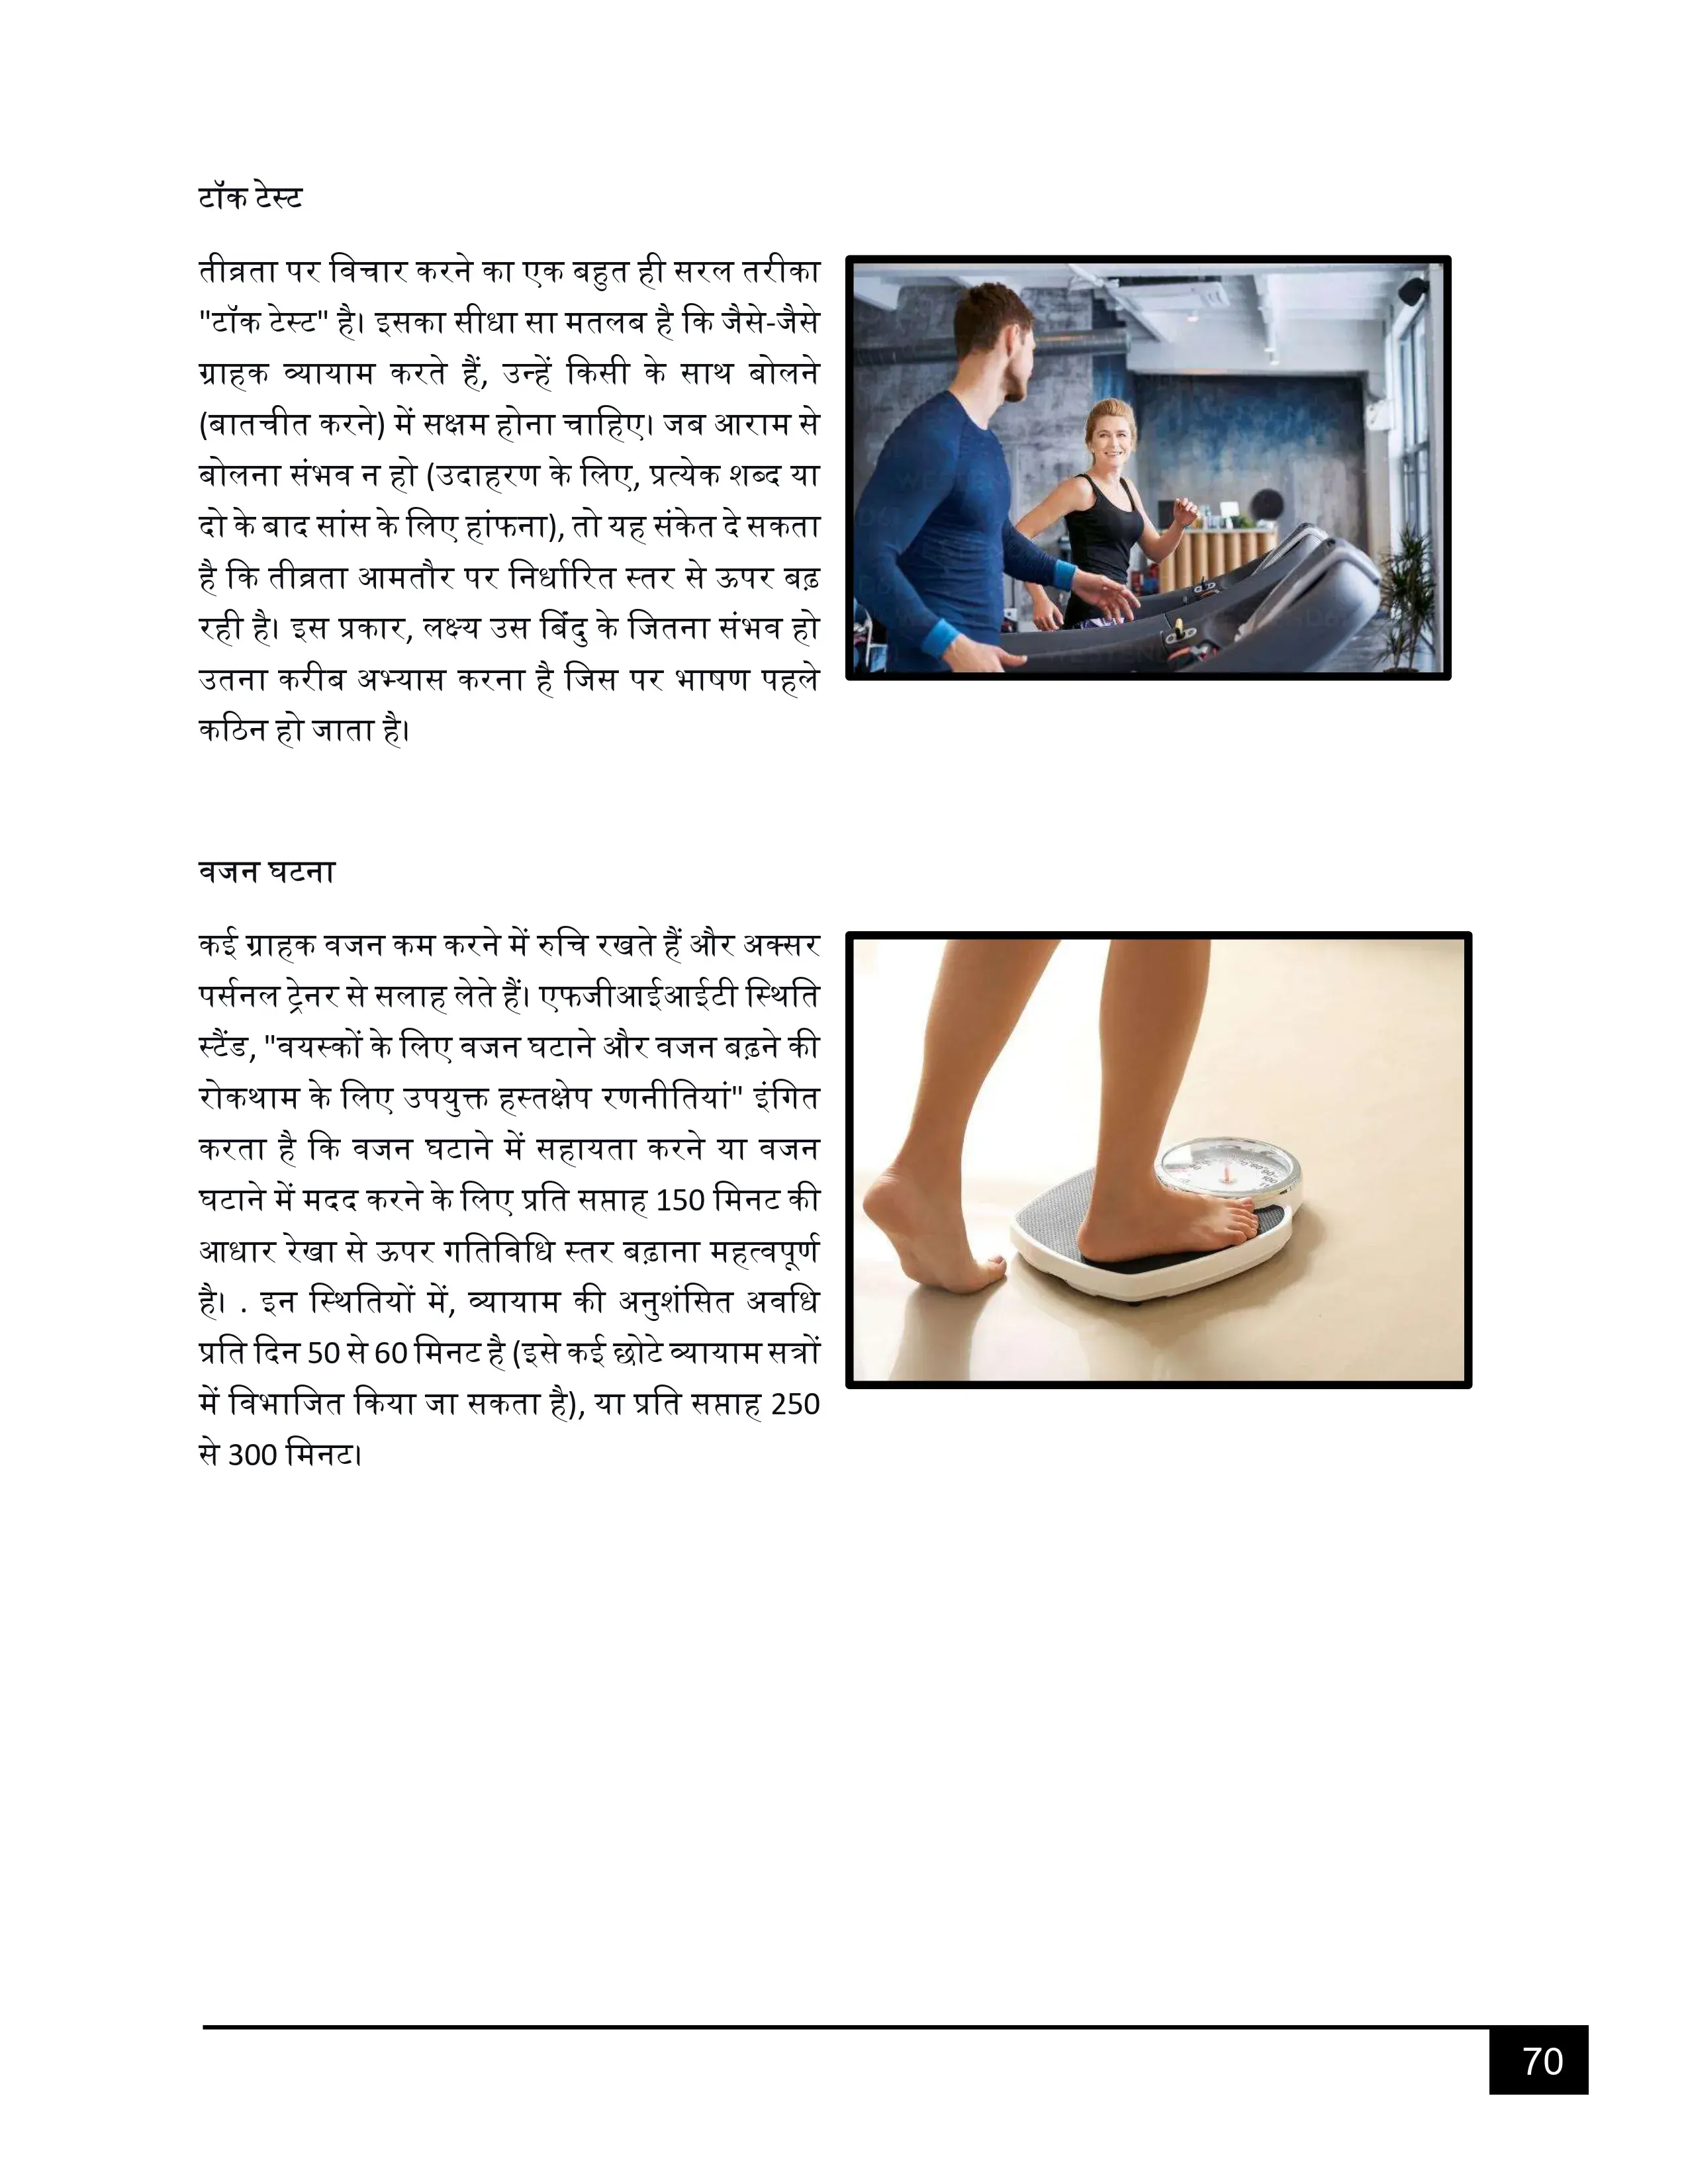 टॉक टेस्ट
तीव्रता पर विचार करने का एक बहुत ही सरल तरीका
"टॉक टेस्ट" है। इसका सीधा सा मतलब है कि जैसे-जैसे
ग्राहक व्यायाम करते हैं, उन्हें किसी के साथ बोलने
(बातचीत करने) में सक्षम होना चाहिए। जब आराम से
बोलना संभव न हो (उदाहरण के लिए, प्रत्येक शब्द या
दो के बाद सांस के लिए हांफना), तो यह संकेत दे सकता
है कि तीव्रता आमतौर पर निर्धारित स्तर से ऊपर बढ़
रही है। इस प्रकार, लक्ष्य उस बिंदु के जितना संभव हो
उतना करीब अभ्यास करना है जिस पर भाषण पहले
कठिन हो जाता है।
वजन घटना
कई ग्राहक वजन कम करने में रुचि रखते हैं और अक्सर
पर्सनल ट्रेनर से सलाह लेते हैं। एफजीआईआईटी स्थिति
स्टैंड, "वयस्कों के लिए वजन घटाने और वजन बढ़ने की
रोकथाम के लिए उपयुक्त हस्तक्षेप रणनीतियां" इंगित
करता है कि वजन घटाने में सहायता करने या वजन
घटाने में मदद करने के लिए प्रति सप्ताह 150 मिनट की
आधार रेखा से ऊपर गतिविधि स्तर बढ़ाना महत्वपूर्ण
है। . इन स्थितियों में, व्यायाम की अनुशंसित अवधि
प्रति दिन 50 से 60 मिनट है (इसे कई छोटे व्यायाम सत्रों
में विभाजित किया जा सकता है), या प्रति सप्ताह 250
से 300 मिनट।
70